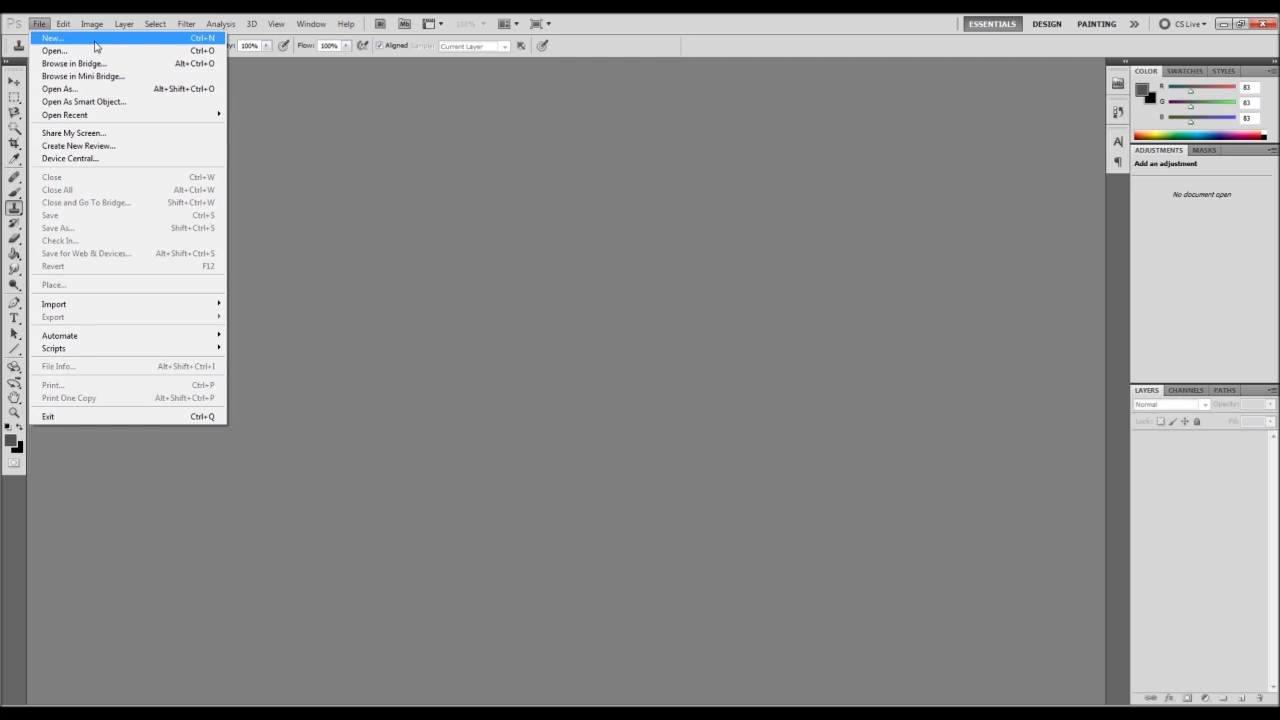 Ps File Edit Image Layer Select Filter Analysis 3D View Window Help Br Mb 100% ESSENTIALS DESIGN PAINTING CS Live
100% Flow: 100% Aligned Sample: Current Layer
New... Ctrl+N
Open... Ctrl+O
Browse in Bridge... Alt+Ctrl+O
Browse in Mini Bridge...
Open As... Alt+Shift+Ctrl+O
Open As Smart Object...
Open Recent
Share My Screen...
Create New Review...
Device Central...
Close Ctrl+W
Close All Alt+Ctrl+W
Close and Go To Bridge... Shift+Ctrl+W
Save Ctrl+S
Save As... Shift+Ctrl+S
Check In...
Save for Web & Devices... Alt+Shift+Ctrl+S
Revert F12
Place...
Import
Export
Automate
Scripts
File Info... Alt+Shift+Ctrl+I
Print... Ctrl+P
Print One Copy Alt+Shift+Ctrl+P
Exit Ctrl+Q
COLOR SWATCHES STYLES
R 83
G 83
B 83
ADJUSTMENTS MASKS
Add an adjustment
No document open
LAYERS CHANNELS PATHS
Normal Opacity:
Lock: Fill: